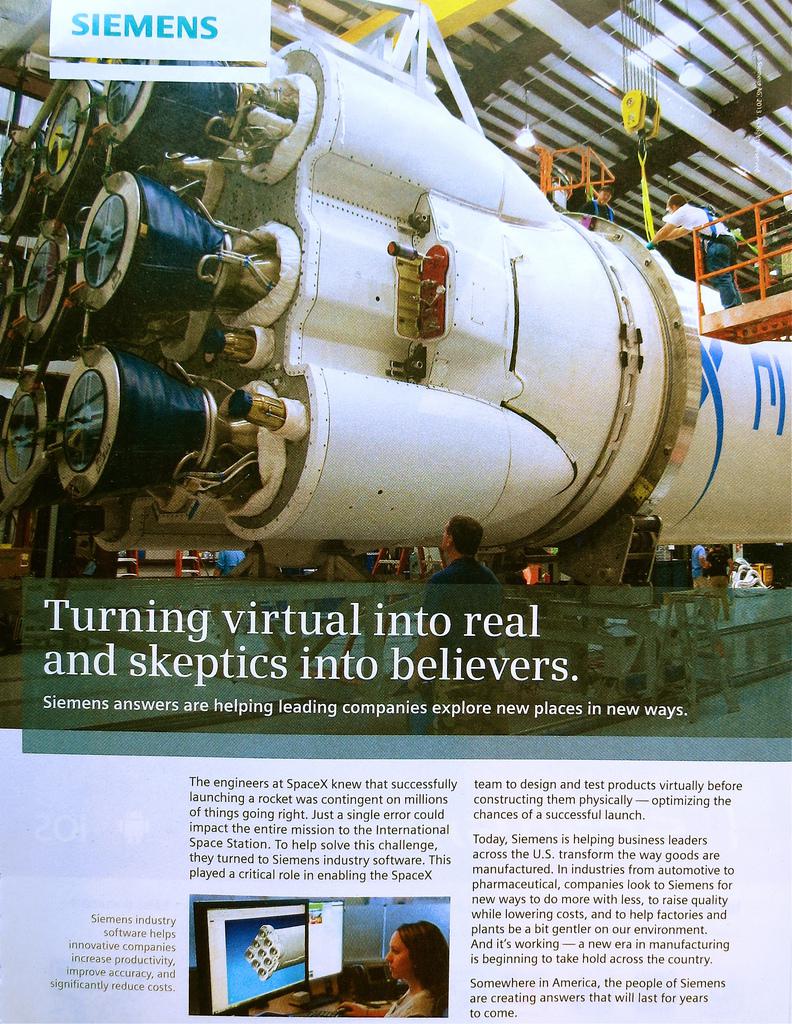 SIEMENS
Turning virtual into real
and skeptics into believers.
Siemens answers are helping leading companies explore new places in new ways.
The engineers at SpaceX knew that successfully
launching a rocket was contingent on millions
of things going right. Just a single error could
impact the entire mission to the International
Space Station. To help solve this challenge,
they turned to Siemens industry software. This
played a critical role in enabling the SpaceX
team to design and test products virtually before
constructing them physically — optimizing the
chances of a successful launch.
Today, Siemens is helping business leaders
across the U.S. transform the way goods are
manufactured. In industries from automotive to
pharmaceutical, companies look to Siemens for
new ways to do more with less, to raise quality
while lowering costs, and to help factories and
plants be a bit gentler on our environment.
And it's working — a new era in manufacturing
is beginning to take hold across the country.
Somewhere in America, the people of Siemens
are creating answers that will last for years
to come.
Siemens industry
software helps
innovative companies
increase productivity,
improve accuracy, and
significantly reduce costs.